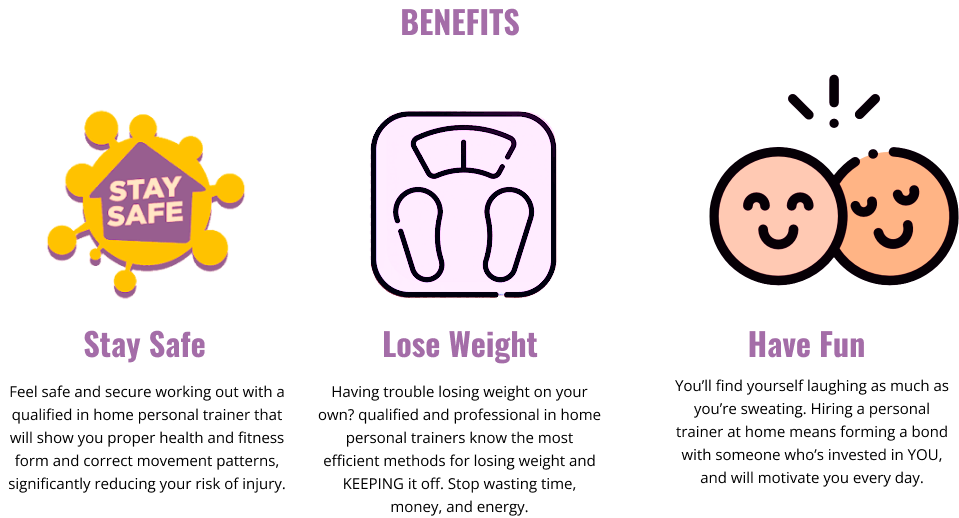 BENEFITS
STAY
SAFE
Stay Safe
Feel safe and secure working out with a
qualified in home personal trainer that
will show you proper health and fitness
form and correct movement patterns,
significantly reducing your risk of injury.
Lose Weight
Having trouble losing weight on your
own? qualified and professional in home
personal trainers know the most
efficient methods for losing weight and
KEEPING it off. Stop wasting time,
money, and energy.
Have Fun
You’ll find yourself laughing as much as
you’re sweating. Hiring a personal
trainer at home means forming a bond
with someone who’s invested in YOU,
and will motivate you every day.